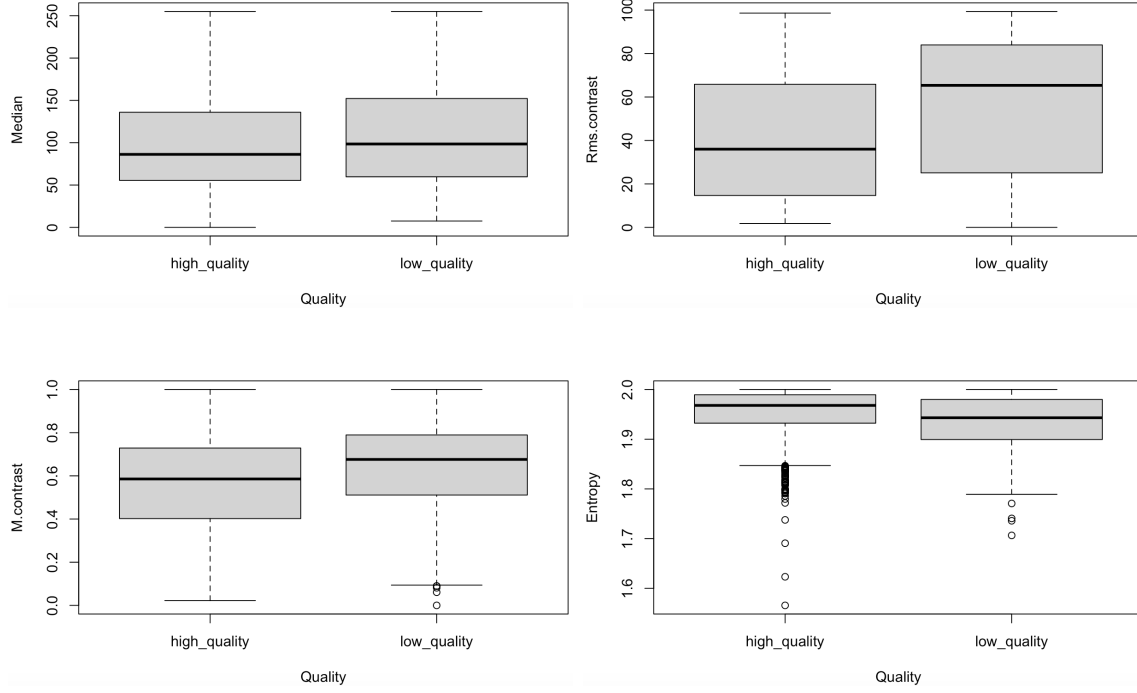 Median
0 50 100 150 200 250
high_quality low_quality
Quality
Rms.contrast
0 20 40 60 80 100
high_quality low_quality
Quality
M.contrast
0.0 0.2 0.4 0.6 0.8 1.0
high_quality low_quality
Quality
Entropy
1.6 1.7 1.8 1.9 2.0
high_quality low_quality
Quality